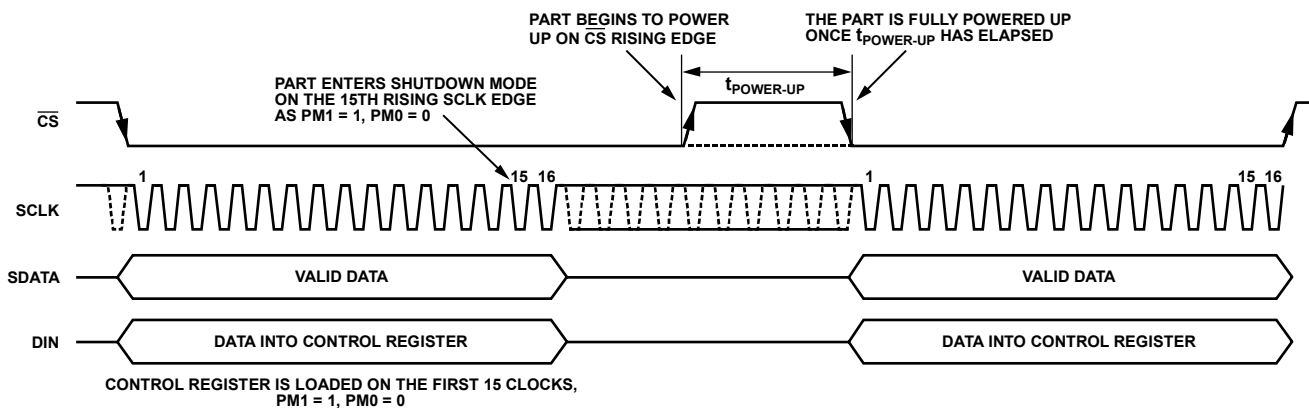 PART BEGINS TO POWER
UP ON CS RISING EDGE
THE PART IS FULLY POWERED UP
ONCE tPOWER-UP HAS ELAPSED
PART ENTERS SHUTDOWN MODE
ON THE 15TH RISING SCLK EDGE
AS PM1 = 1, PM0 = 0
tPOWER-UP
CS
1 15 16 1 15 16
SCLK
SDATA VALID DATA VALID DATA
DIN DATA INTO CONTROL REGISTER DATA INTO CONTROL REGISTER
CONTROL REGISTER IS LOADED ON THE FIRST 15 CLOCKS,
PM1 = 1, PM0 = 0